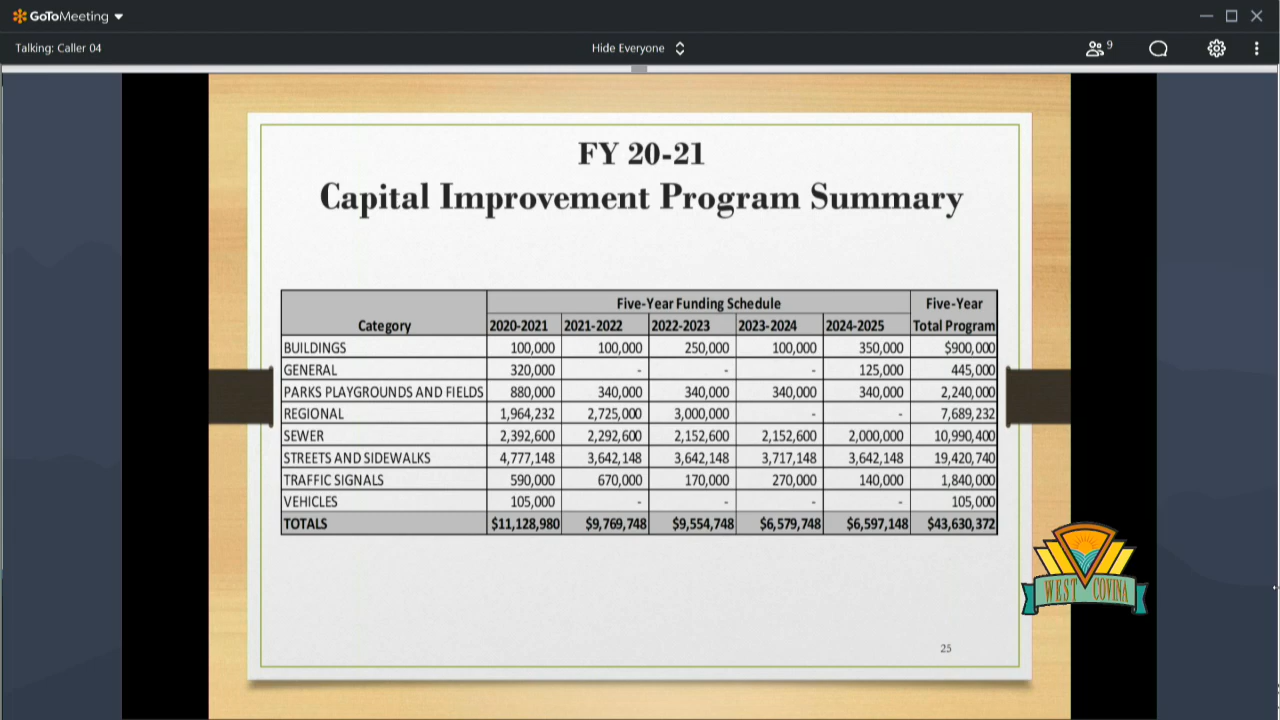 GoToMeeting
Talking: Caller 04
Hide Everyone
9
FY 20-21
Capital Improvement Program Summary
Category Five-Year Funding Schedule Five-Year
2020-2021 2021-2022 2022-2023 2023-2024 2024-2025 Total Program
BUILDINGS 100,000 100,000 250,000 100,000 350,000 $900,000
GENERAL 320,000 - - - 125,000 445,000
PARKS PLAYGROUNDS AND FIELDS 880,000 340,000 340,000 340,000 340,000 2,240,000
REGIONAL 1,964,232 2,725,000 3,000,000 - - 7,689,232
SEWER 2,392,600 2,292,600 2,152,600 2,152,600 2,000,000 10,990,400
STREETS AND SIDEWALKS 4,777,148 3,642,148 3,642,148 3,717,148 3,642,148 19,420,740
TRAFFIC SIGNALS 590,000 670,000 170,000 270,000 140,000 1,840,000
VEHICLES 105,000 - - - - 105,000
TOTALS $11,128,980 $9,769,748 $9,554,748 $6,579,748 $6,597,148 $43,630,372
WEST COVINA
25